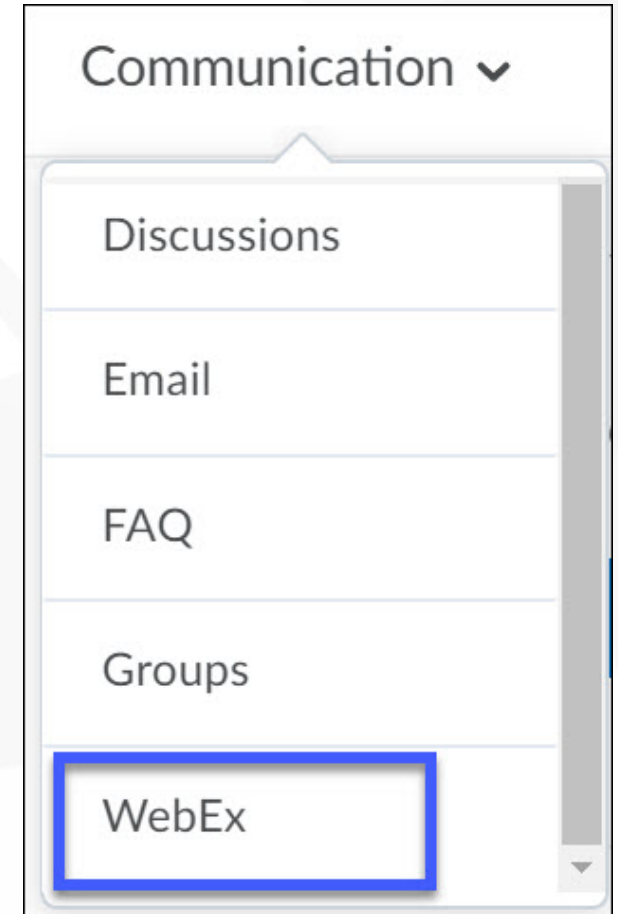 Communication
Discussions
Email
FAQ
Groups
WebEx